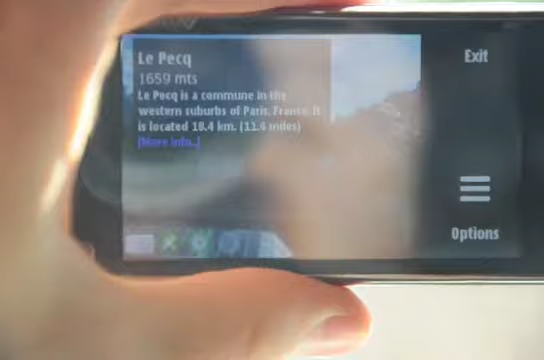 Le Pecq
1659 mts
Le Pecq is a commune in the
western suburbs of Paris, France. It
is located 18.4 km. (11.4 miles)
[More info..]
Exit
Options